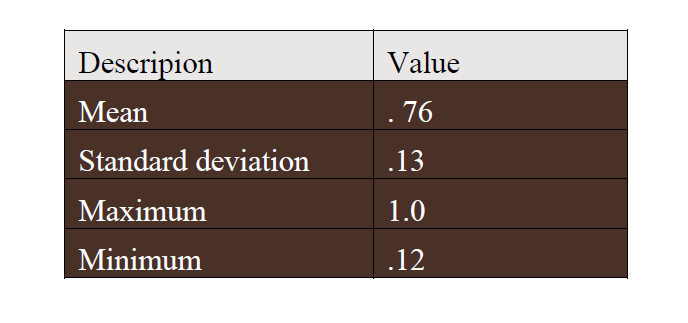 Descripion Value
Mean . 76
Standard deviation .13
Maximum 1.0
Minimum .12